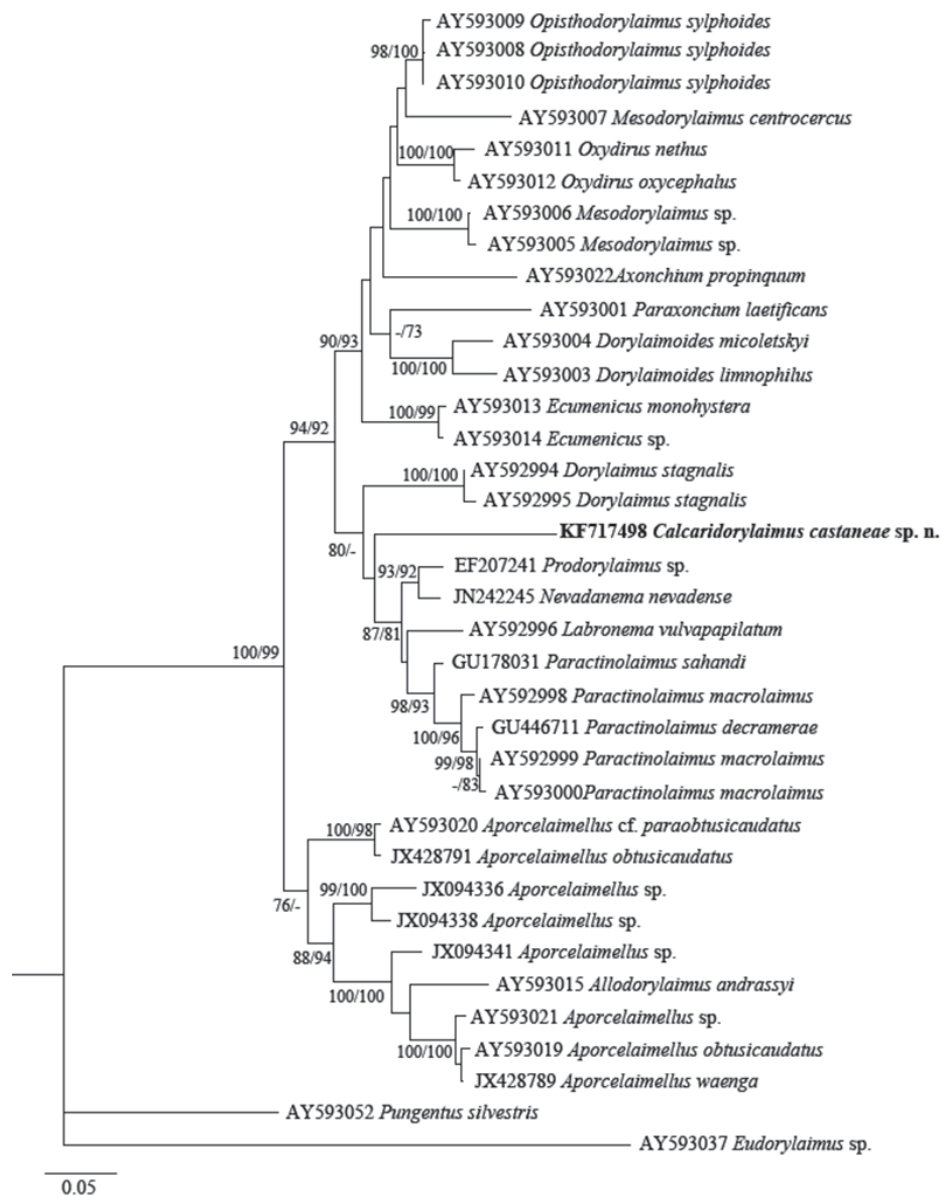 AY593009 Opisthodorylaimus sylphoides
98/100
AY593008 Opisthodorylaimus sylphoides
AY593010 Opisthodorylaimus sylphoides
AY593007 Mesodorylaimus centrocercus
100/100
AY593011 Oxydirus nethus
AY593012 Oxydirus oxycephalus
100/100
AY593006 Mesodorylaimus sp.
AY593005 Mesodorylaimus sp.
AY593022Axonchium propinquum
AY593001 Paraxoncium laetificans
-/73
90/93
AY593004 Dorylaimoides micoletskyi
100/100
AY593003 Dorylaimoides limnophilus
100/99
AY593013 Ecumenicus monohystera
94/92
AY593014 Ecumenicus sp.
100/100
AY592994 Dorylaimus stagnalis
AY592995 Dorylaimus stagnalis
KF717498 Calcaridorylaimus castaneae sp. n.
80/-
93/92
EF207241 Prodorylaimus sp.
JN242245 Nevadanema nevadense
87/81
AY592996 Labronema vulvapapilatum
100/99
GU178031 Paractinolaimus sahandi
98/93
AY592998 Paractinolaimus macrolaimus
GU446711 Paractinolaimus decramerae
100/96
AY592999 Paractinolaimus macrolaimus
99/98
-/83
AY593000Paractinolaimus macrolaimus
100/98
AY593020 Aporcelaimellus cf. paraobtusicaudatus
JX428791 Aporcelaimellus obtusicaudatus
99/100
JX094336 Aporcelaimellus sp.
76/-
JX094338 Aporcelaimellus sp.
88/94
JX094341 Aporcelaimellus sp.
AY593015 Allodorylaimus andrassyi
100/100
AY593021 Aporcelaimellus sp.
100/100
AY593019 Aporcelaimellus obtusicaudatus
JX428789 Aporcelaimellus waenga
AY593052 Pungentus silvestris
AY593037 Eudorylaimus sp.
0.05